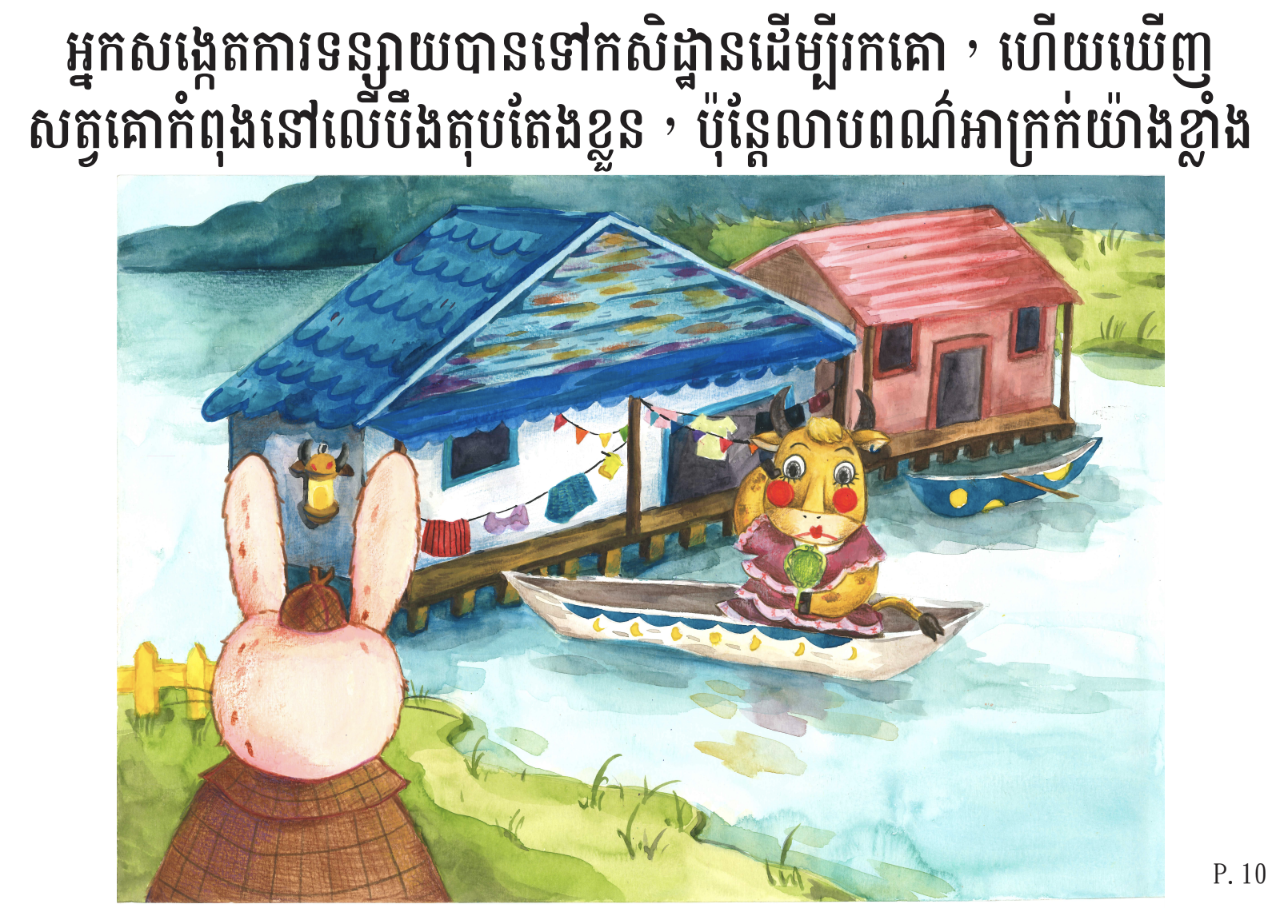 អ្នកសង្កេតការទន្សាយបានទៅកសិដ្ឋានដើម្បីរកគោ，ហើយឃើញ
សត្វគោកំពុងនៅលើបឹងតុបតែងខ្លួន，ប៉ុន្តែលាបពណ៌អាក្រក់យ៉ាងខ្លាំង
P. 10